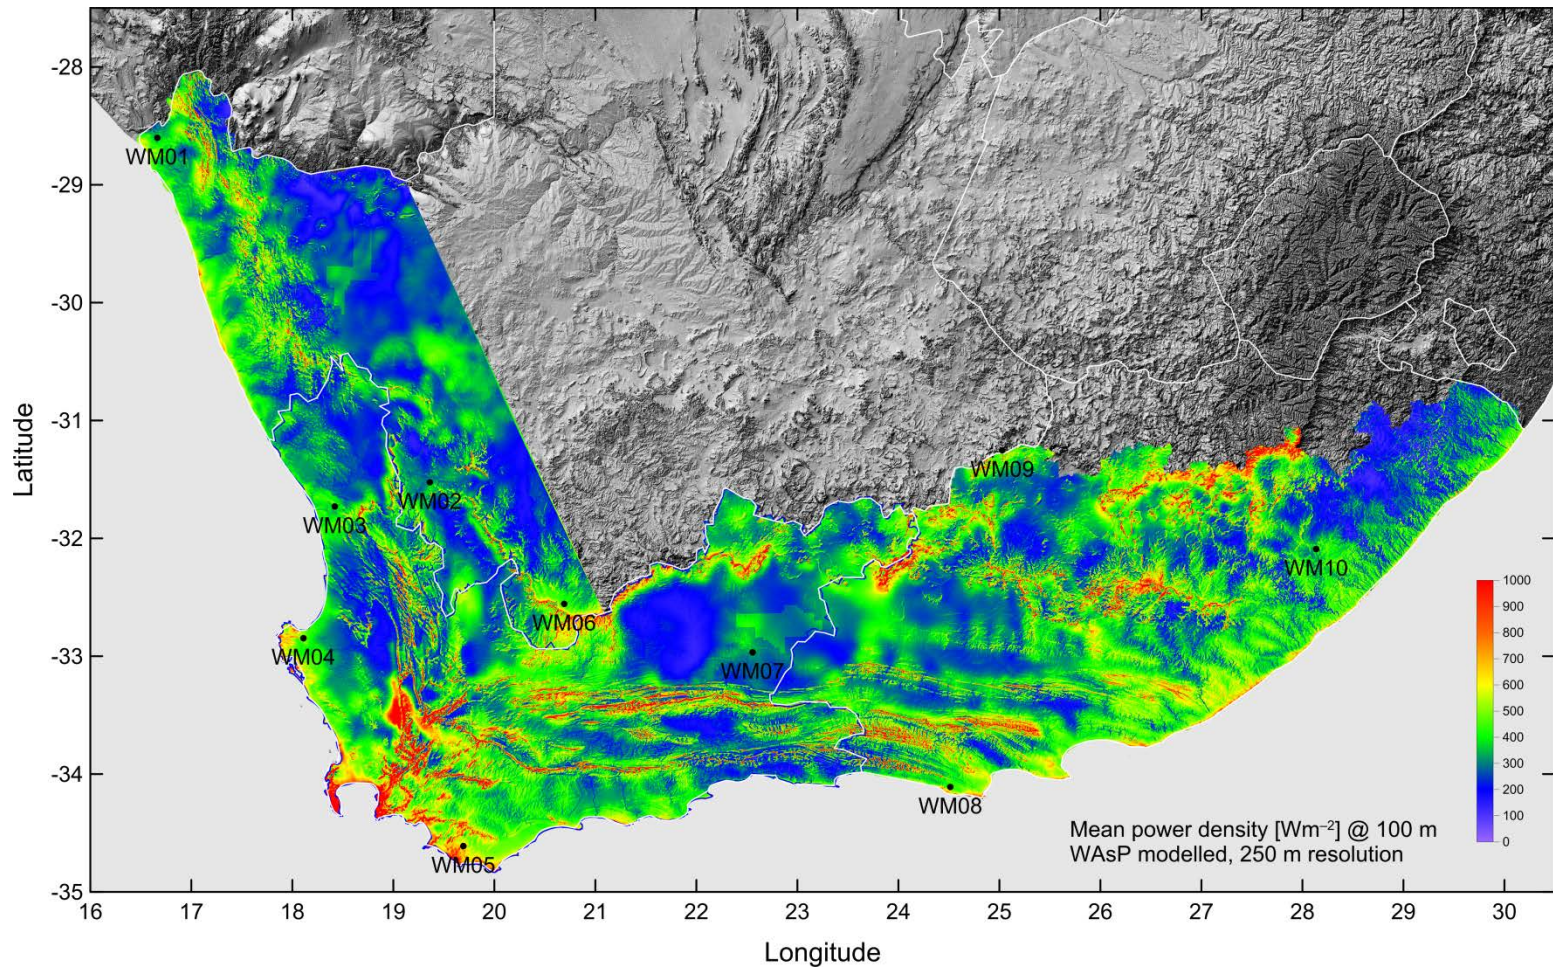 -28
-29
-30
-31
-32
-33
-34
-35
Latitude
16 17 18 19 20 21 22 23 24 25 26 27 28 29 30
Longitude
WM01
WM02
WM03
WM04
WM05
WM06
WM07
WM08
WM09
WM10
1000
900
800
700
600
500
400
300
200
100
0
Mean power density [Wm⁻²] @ 100 m
WAsP modelled, 250 m resolution